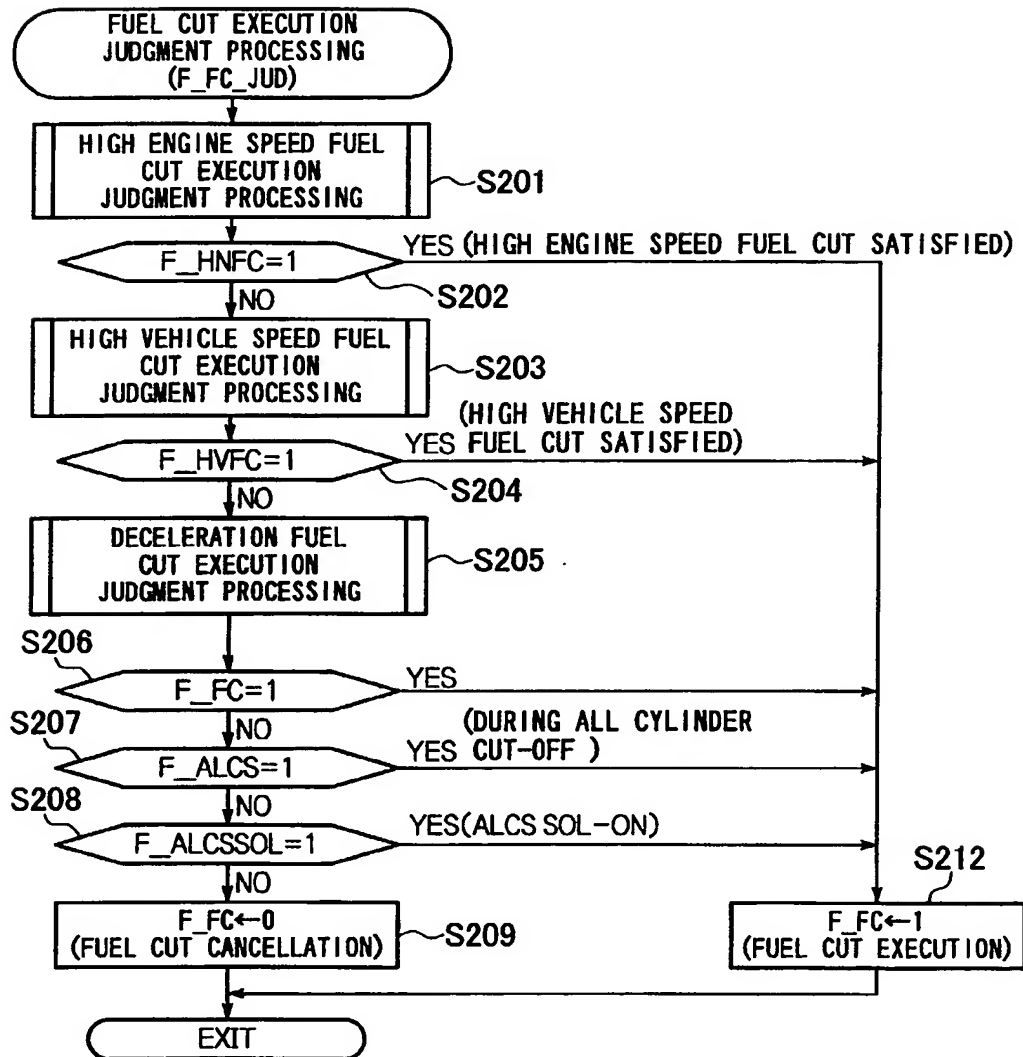 FUEL CUT EXECUTION
JUDGMENT PROCESSING
(F_FC_JUD)
HIGH ENGINE SPEED FUEL
CUT EXECUTION
JUDGMENT PROCESSING
S201
F_HNFC=1
YES (HIGH ENGINE SPEED FUEL CUT SATISFIED)
S202
NO
HIGH VEHICLE SPEED FUEL
CUT EXECUTION
JUDGMENT PROCESSING
S203
(HIGH VEHICLE SPEED
YES FUEL CUT SATISFIED)
F_HVFC=1
S204
NO
DECELERATION FUEL
CUT EXECUTION
JUDGMENT PROCESSING
S205
S206
F_FC=1
YES
NO
S207
(DURING ALL CYLINDER
YES CUT-OFF )
F_ALCS=1
NO
S208
F_ALCSSOL=1
YES(ALCS SOL-ON)
NO
F_FC←0
(FUEL CUT CANCELLATION)
S209
S212
F_FC←1
(FUEL CUT EXECUTION)
EXIT